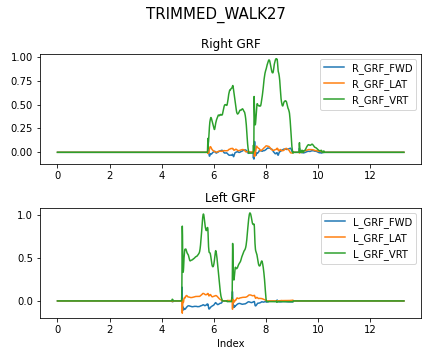 TRIMMED_WALK27
Right GRF
1.00
0.75
0.50
0.25
0.00
R_GRF_FWD
R_GRF_LAT
R_GRF_VRT
0 2 4 6 8 10 12
Left GRF
1.0
0.5
0.0
L_GRF_FWD
L_GRF_LAT
L_GRF_VRT
0 2 4 6 8 10 12
Index